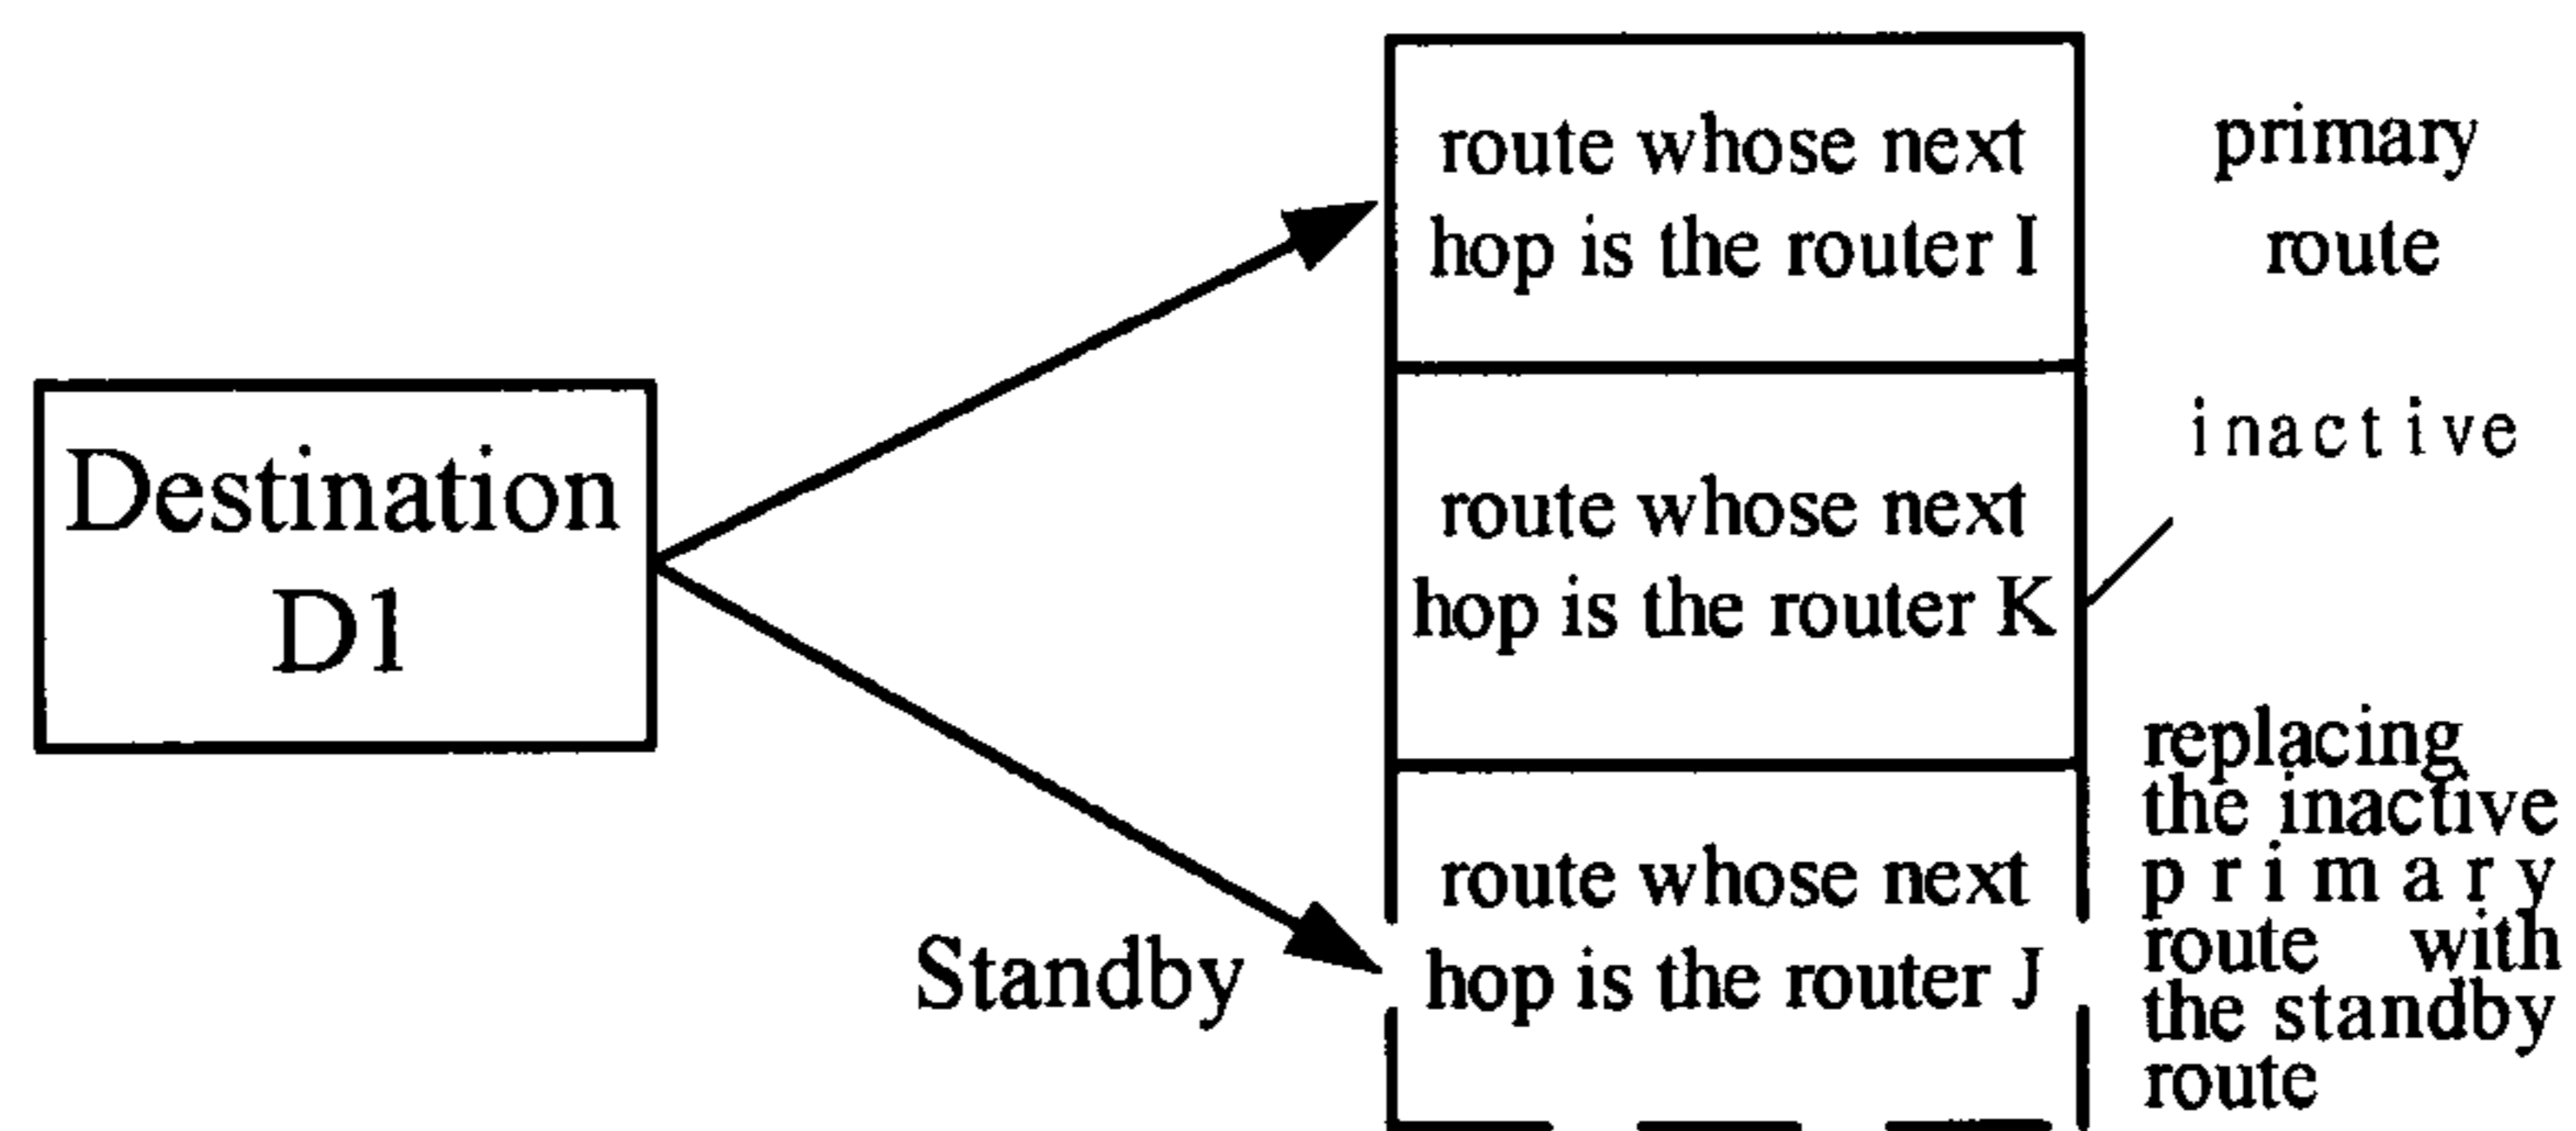 Destination
D1
Standby
route whose next
hop is the router I
primary
route
route whose next
hop is the router K
inactive
route whose next
hop is the router J
replacing
the inactive
primary
route with
the standby
route